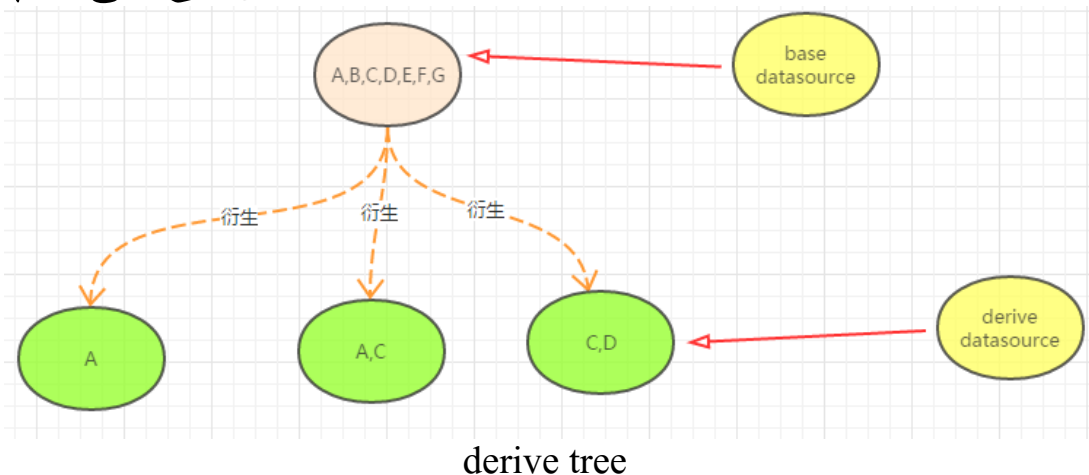 A,B,C,D,E,F,G
base
datasource
衍生
衍生
衍生
A
A,C
C,D
derive
datasource
derive tree